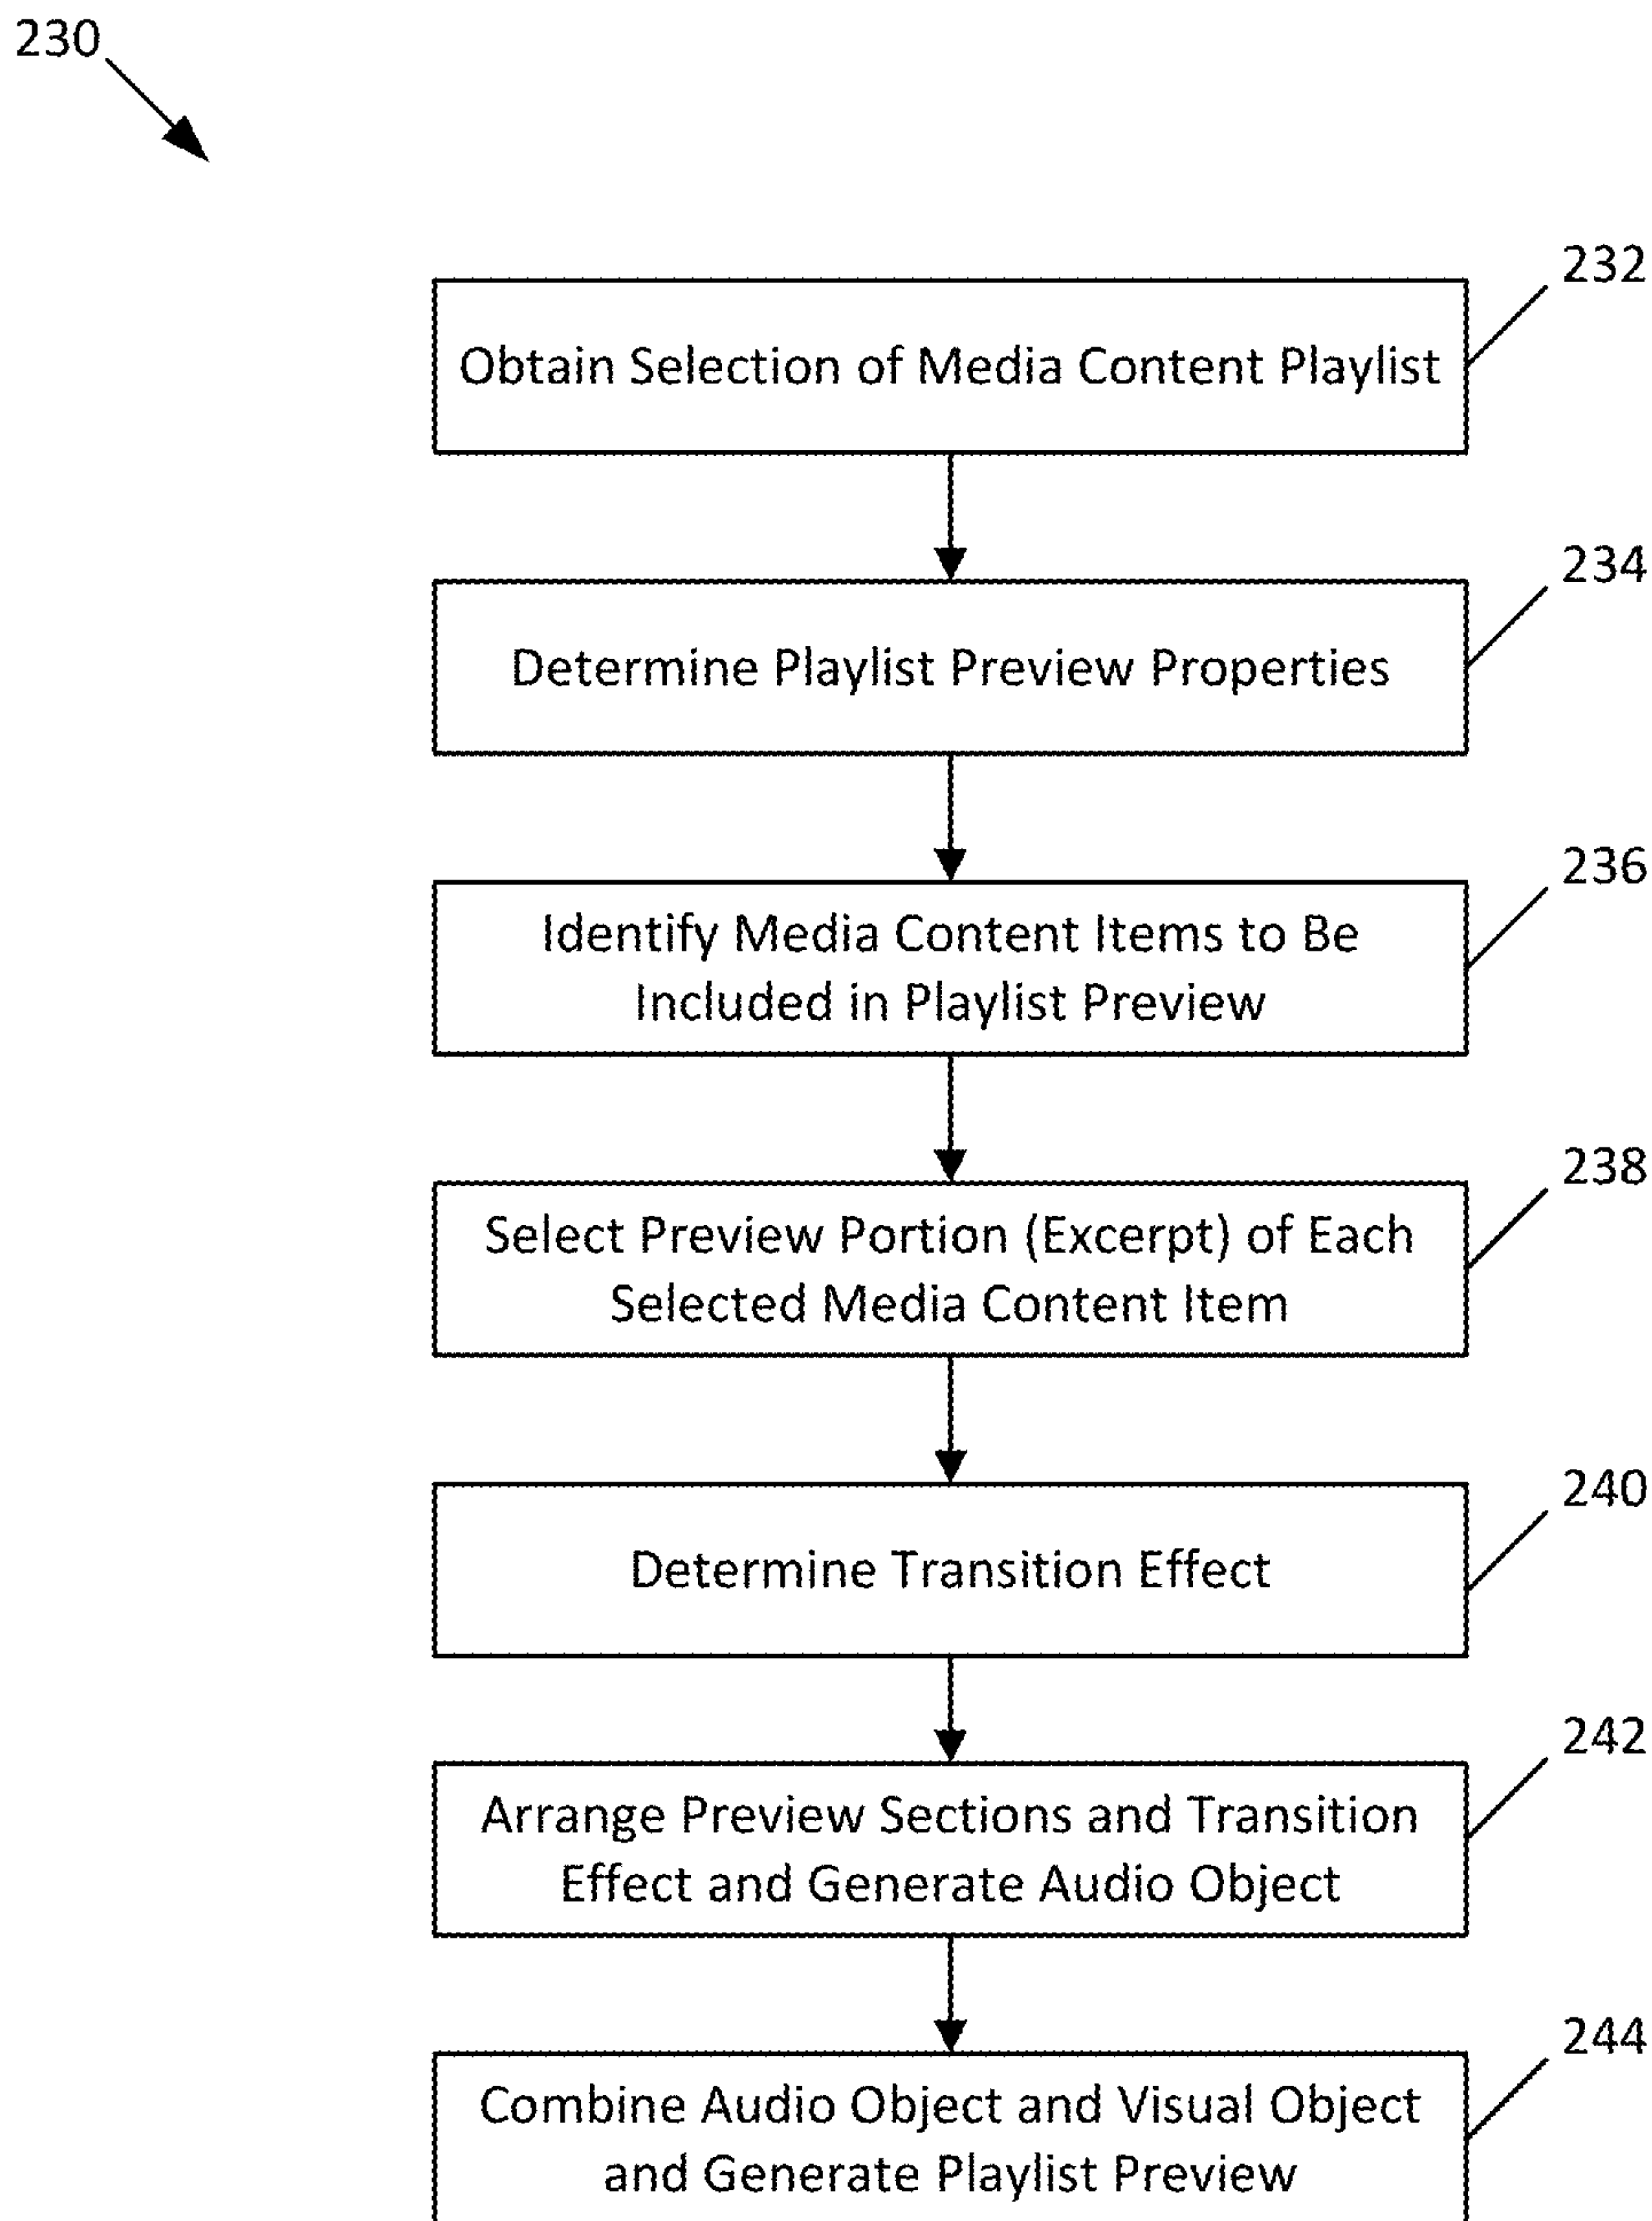 230
232
Obtain Selection of Media Content Playlist
234
Determine Playlist Preview Properties
236
Identify Media Content Items to Be
Included in Playlist Preview
238
Select Preview Portion (Excerpt) of Each
Selected Media Content Item
240
Determine Transition Effect
242
Arrange Preview Sections and Transition
Effect and Generate Audio Object
244
Combine Audio Object and Visual Object
and Generate Playlist Preview